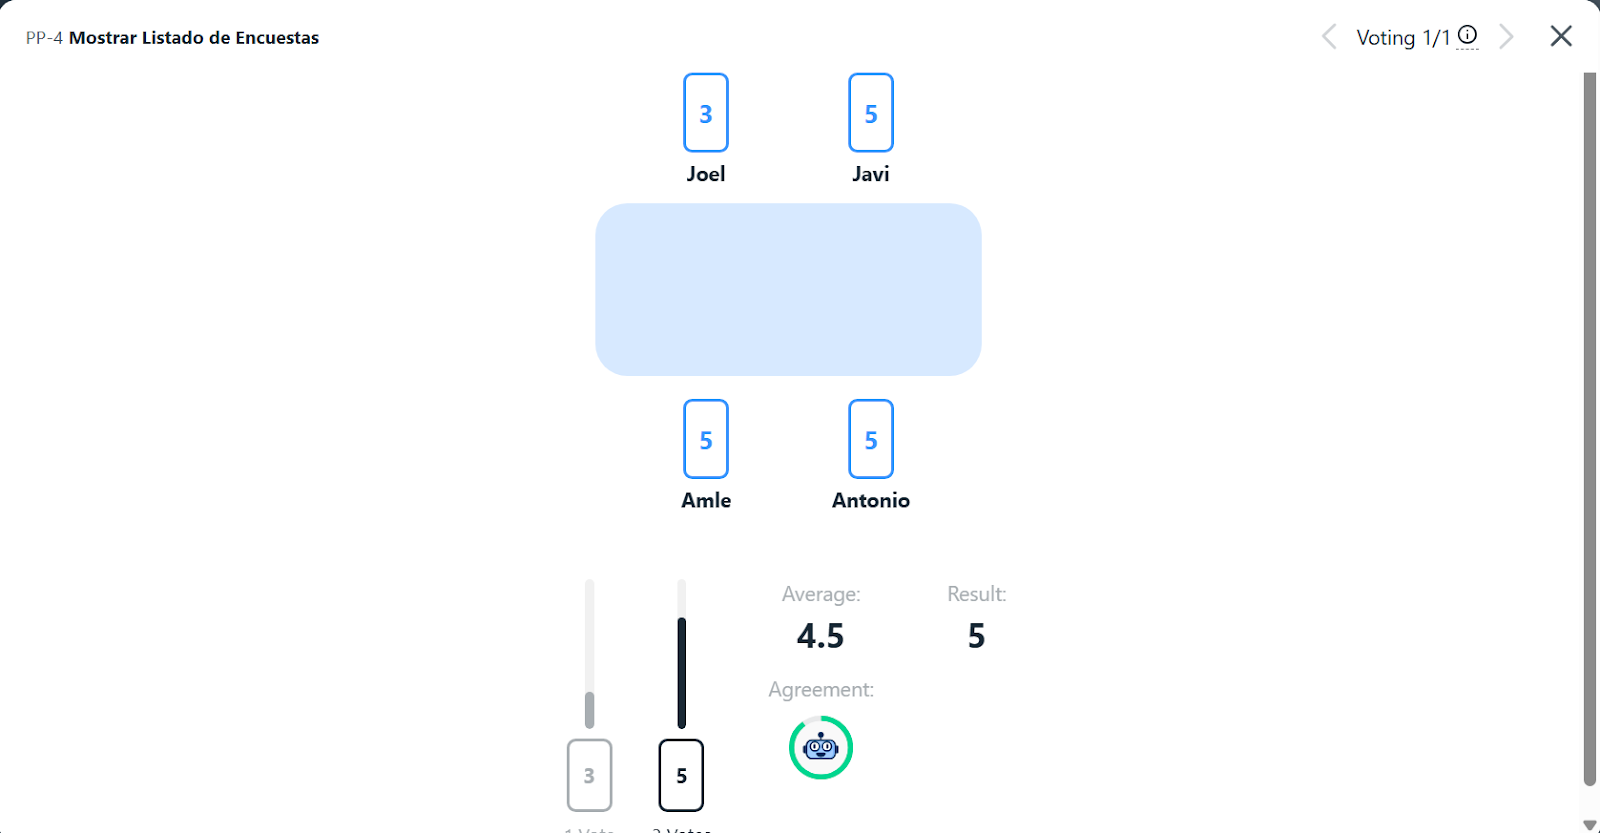 PP-4 Mostrar Listado de Encuestas
Voting 1/1
3
5
Joel
Javi
5
5
Amle
Antonio
Average:
Result:
4.5
5
Agreement:
3
5